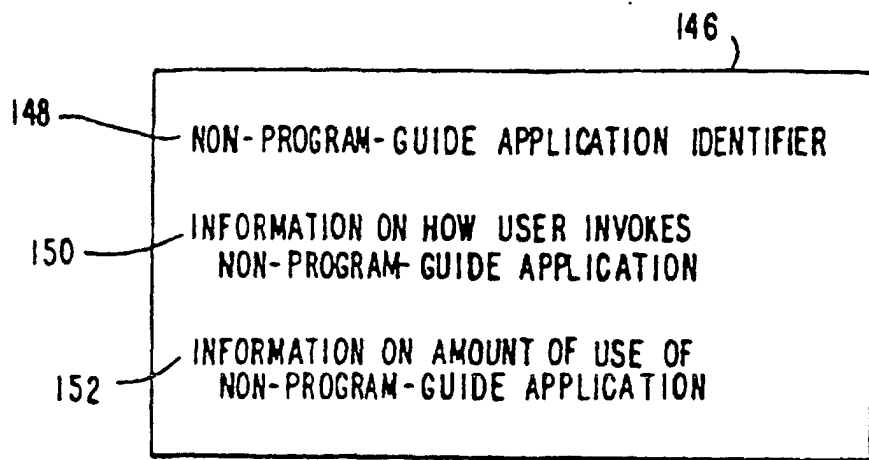 146
148
NON-PROGRAM-GUIDE APPLICATION IDENTIFIER
INFORMATION ON HOW USER INVOKES
150
NON-PROGRAM-GUIDE APPLICATION
INFORMATION ON AMOUNT OF USE OF
152
NON-PROGRAM-GUIDE APPLICATION